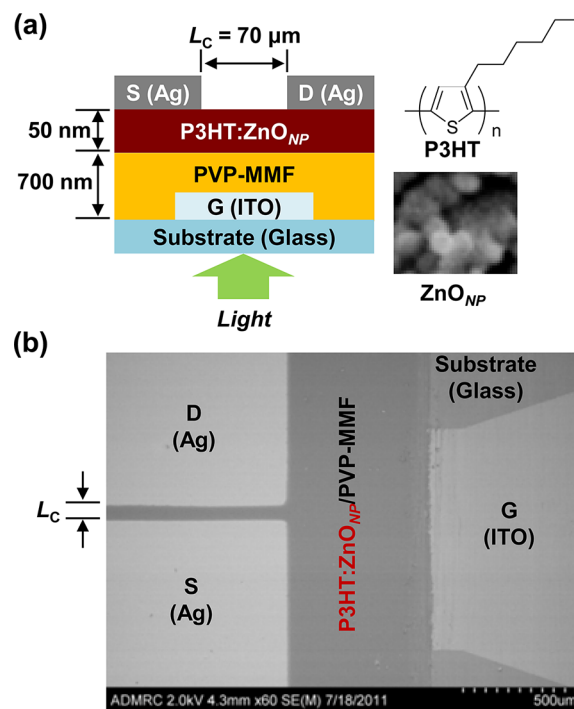 (a)
L_C = 70 μm
S (Ag)
D (Ag)
50 nm
P3HT:ZnO_NP
700 nm
PVP-MMF
G (ITO)
Substrate (Glass)
Light
S
n
P3HT
ZnO_NP
(b)
Substrate
(Glass)
D
(Ag)
L_C
S
(Ag)
P3HT:ZnO_NP/PVP-MMF
G
(ITO)
ADMRC 2.0kV 4.3mm x60 SE(M) 7/18/2011
500um